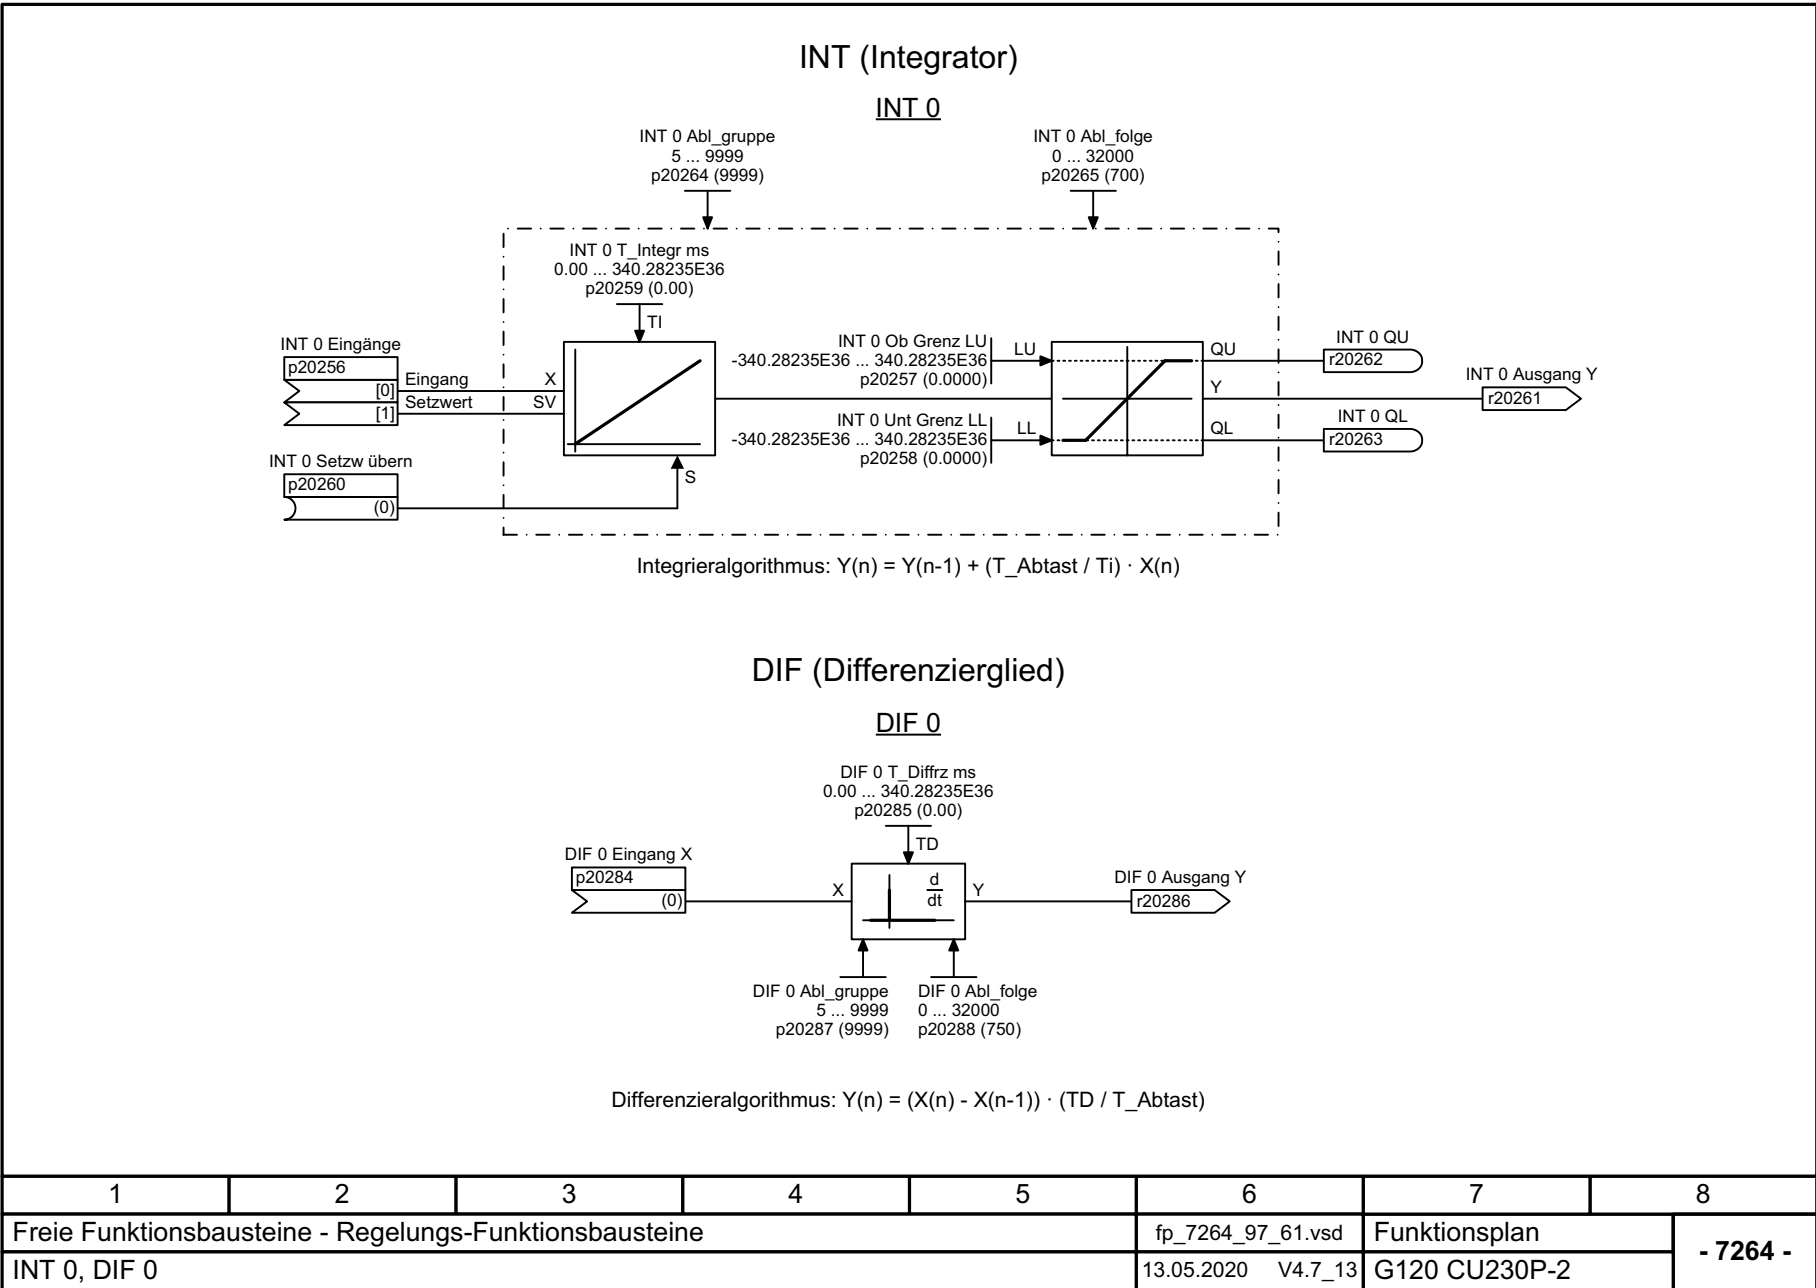 INT (Integrator)
INT 0
INT 0 Abl_gruppe
5 ... 9999
p20264 (9999)
INT 0 Abl_folge
0 ... 32000
p20265 (700)
INT 0 T_Integr ms
0.00 ... 340.28235E36
p20259 (0.00)
TI
INT 0 Eingänge
p20256
[0]
[1]
Eingang
Setzwert
X
SV
INT 0 Setzw übern
p20260
(0)
S
INT 0 Ob Grenz LU
-340.28235E36 ... 340.28235E36
p20257 (0.0000)
LU
INT 0 Unt Grenz LL
-340.28235E36 ... 340.28235E36
p20258 (0.0000)
LL
QU
Y
QL
INT 0 QU
r20262
INT 0 Ausgang Y
r20261
INT 0 QL
r20263
Integrieralgorithmus: Y(n) = Y(n-1) + (T_Abtast / Ti) · X(n)
DIF (Differenzierglied)
DIF 0
DIF 0 T_Diffrz ms
0.00 ... 340.28235E36
p20285 (0.00)
TD
DIF 0 Eingang X
p20284
(0)
X
d
dt
Y
DIF 0 Ausgang Y
r20286
DIF 0 Abl_gruppe
5 ... 9999
p20287 (9999)
DIF 0 Abl_folge
0 ... 32000
p20288 (750)
Differenzieralgorithmus: Y(n) = (X(n) - X(n-1)) · (TD / T_Abtast)
1 2 3 4 5 6 7 8
Freie Funktionsbausteine - Regelungs-Funktionsbausteine
fp_7264_97_61.vsd
Funktionsplan
- 7264 -
INT 0, DIF 0
13.05.2020 V4.7_13
G120 CU230P-2